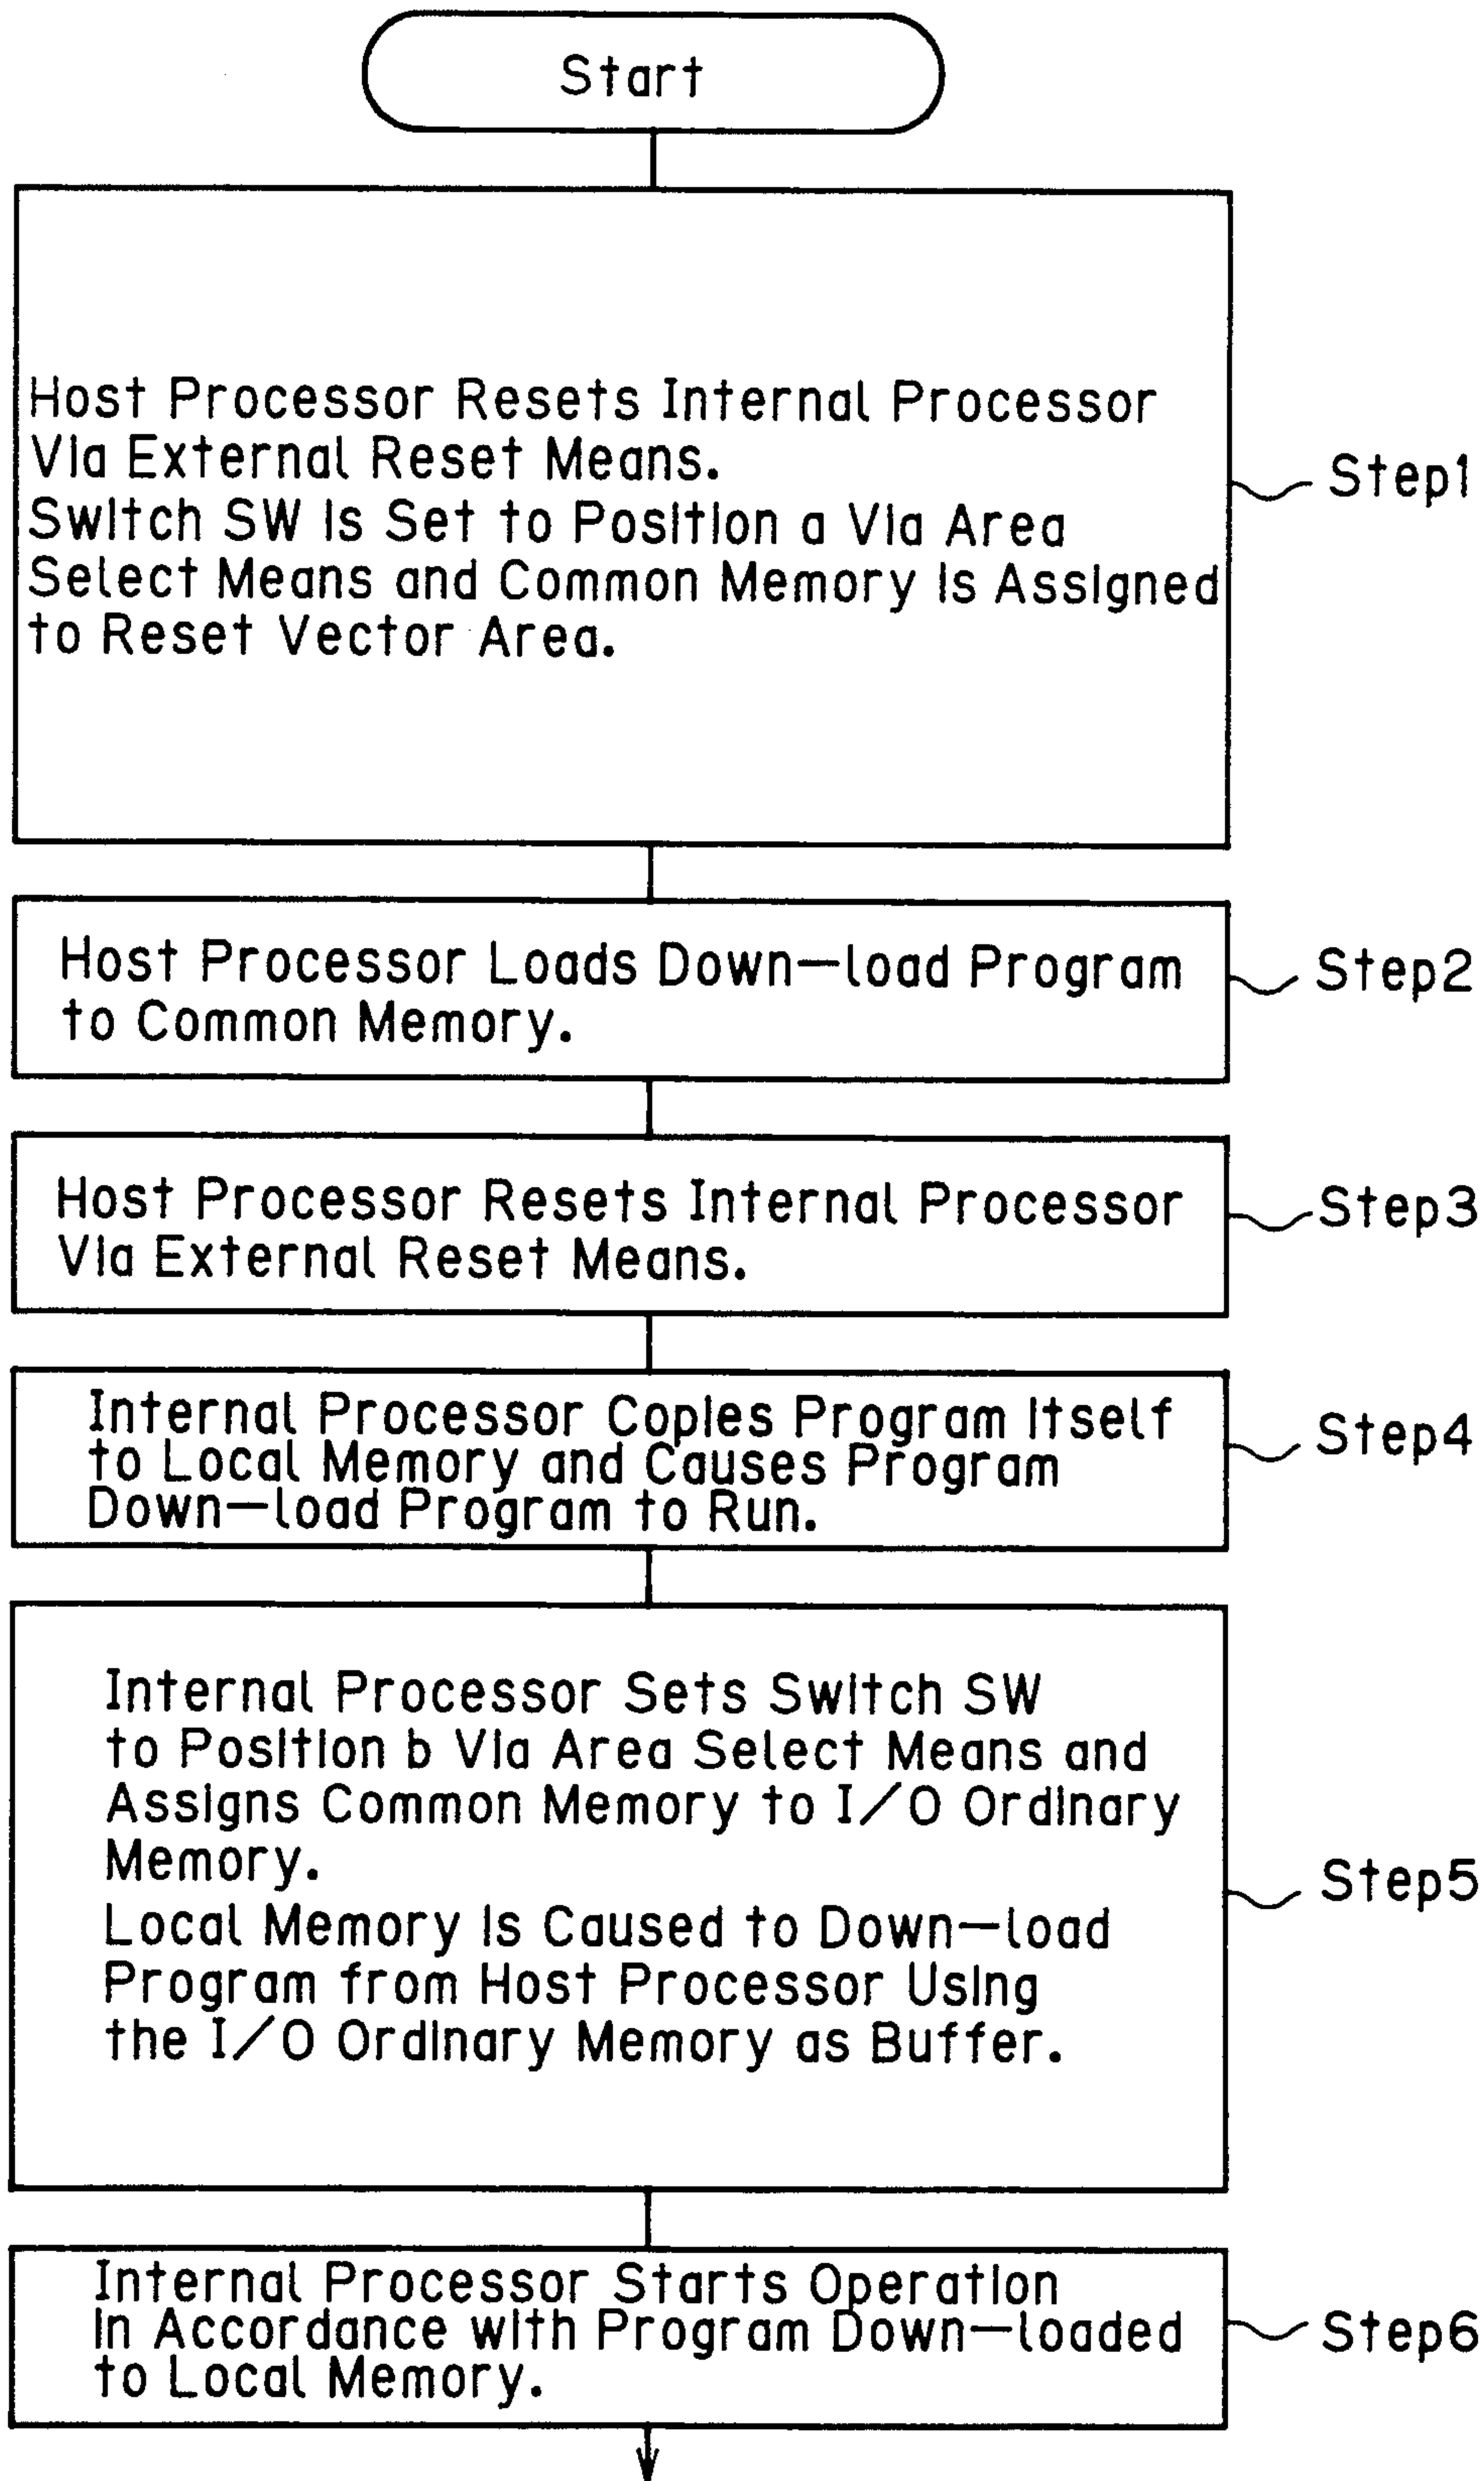 Start
Host Processor Resets Internal Processor
Via External Reset Means.
Switch SW is Set to Position a Via Area
Select Means and Common Memory is Assigned
to Reset Vector Area.
Step1
Host Processor Loads Down-load Program
to Common Memory.
Step2
Host Processor Resets Internal Processor
Via External Reset Means.
Step3
Internal Processor Copies Program Itself
to Local Memory and Causes Program
Down-load Program to Run.
Step4
Internal Processor Sets Switch SW
to Position b Via Area Select Means and
Assigns Common Memory to I/O Ordinary
Memory.
Local Memory is Caused to Down-load
Program from Host Processor Using
the I/O Ordinary Memory as Buffer.
Step5
Internal Processor Starts Operation
in Accordance with Program Down-loaded
to Local Memory.
Step6